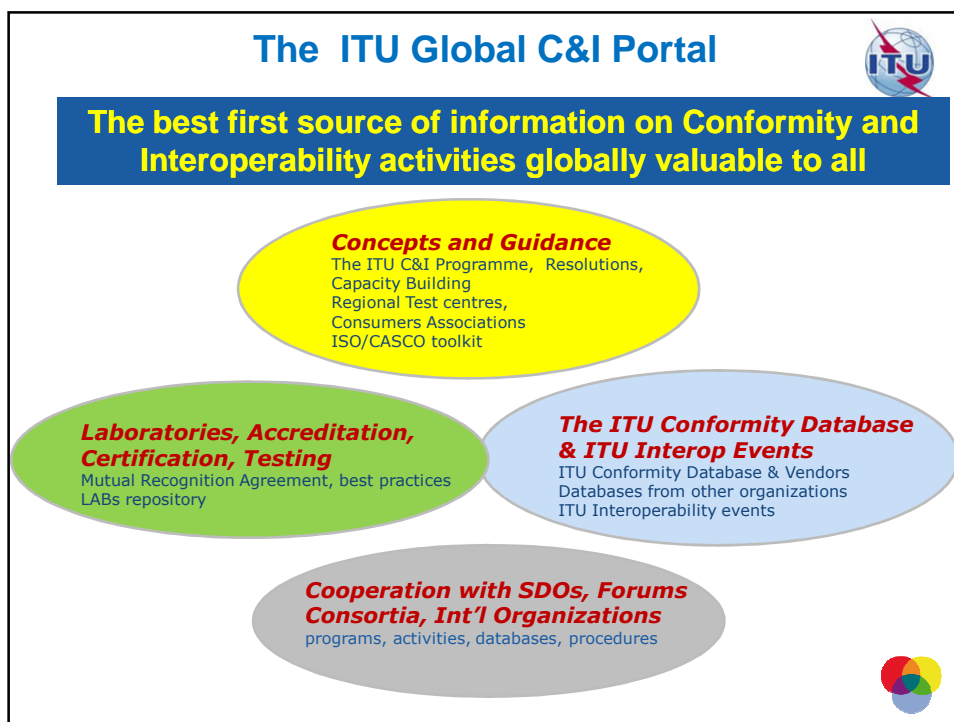 The ITU Global C&I Portal
ITU
The best first source of information on Conformity and
Interoperability activities globally valuable to all
Concepts and Guidance
The ITU C&I Programme, Resolutions,
Capacity Building
Regional Test centres,
Consumers Associations
ISO/CASCO toolkit
Laboratories, Accreditation,
Certification, Testing
Mutual Recognition Agreement, best practices
LABs repository
The ITU Conformity Database
& ITU Interop Events
ITU Conformity Database & Vendors
Databases from other organizations
ITU Interoperability events
Cooperation with SDOs, Forums
Consortia, Int’l Organizations
programs, activities, databases, procedures